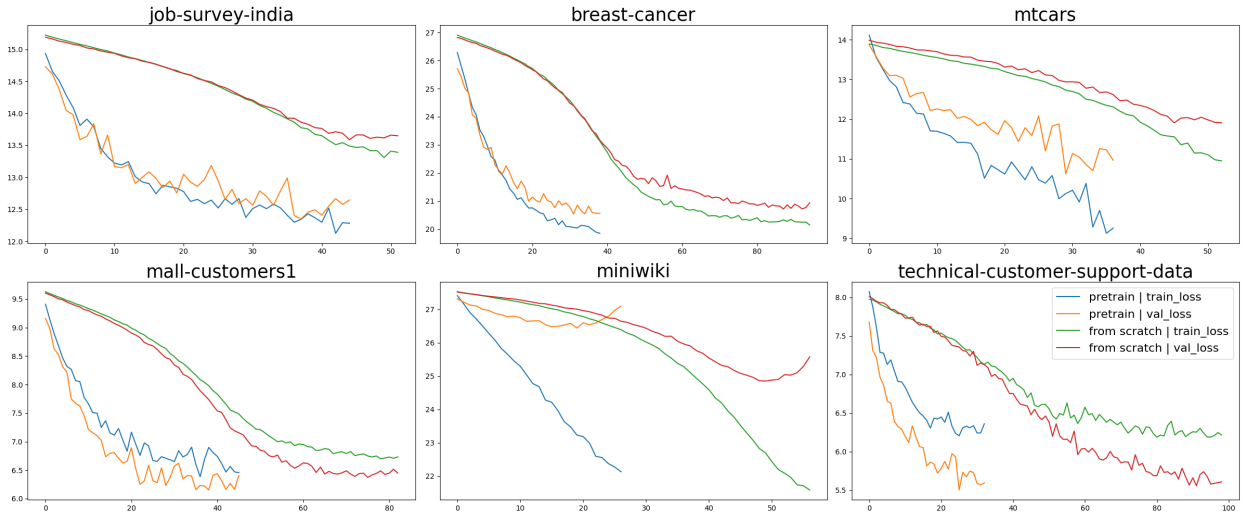 job-survey-india
15.0
14.5
14.0
13.5
13.0
12.5
12.0
0 10 20 30 40 50
breast-cancer
27
26
25
24
23
22
21
20
0 20 40 60 80
mtcars
14
13
12
11
10
9
0 10 20 30 40 50
mall-customers1
9.5
9.0
8.5
8.0
7.5
7.0
6.5
6.0
0 10 20 30 40 50 60 70 80
miniwiki
27
26
25
24
23
22
0 10 20 30 40 50
technical-customer-support-data
8.0
7.5
7.0
6.5
6.0
5.5
0 20 40 60 80 100
pretrain | train_loss
pretrain | val_loss
from scratch | train_loss
from scratch | val_loss